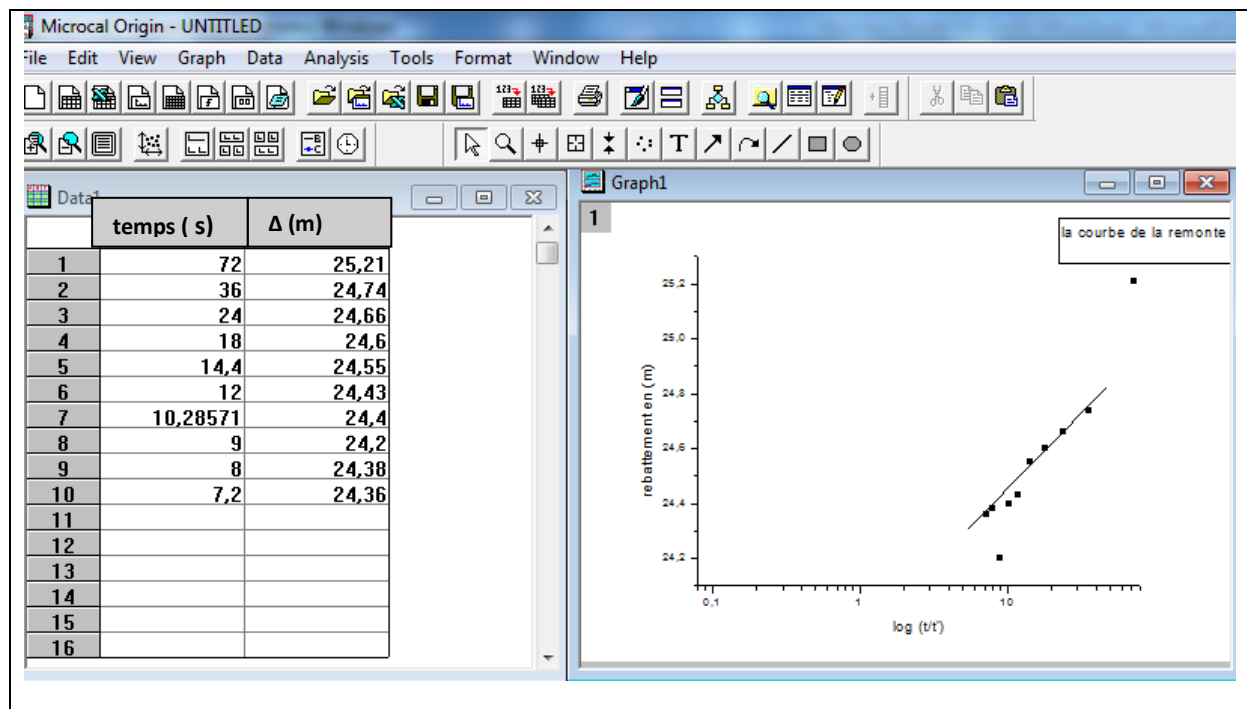 Microcal Origin - UNTITLED
File Edit View Graph Data Analysis Tools Format Window Help
Data1
temps ( s) Δ (m)
1 72 25,21
2 36 24,74
3 24 24,66
4 18 24,6
5 14,4 24,55
6 12 24,43
7 10,28571 24,4
8 9 24,2
9 8 24,38
10 7,2 24,36
11
12
13
14
15
16
Graph1
1
la courbe de la remonte
25,2
25,0
24,8
24,6
24,4
24,2
rebattement en (m)
0,1 1 10
log (t/t')